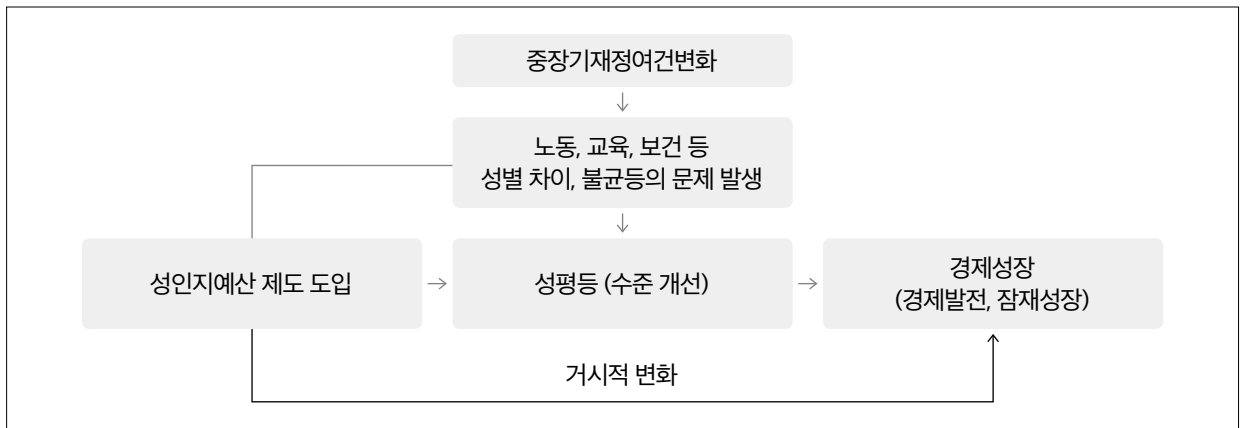 중장기재정여건변화
노동, 교육, 보건 등
성별 차이, 불균등의 문제 발생
성인지예산 제도 도입
성평등 (수준 개선)
경제성장
(경제발전, 잠재성장)
거시적 변화